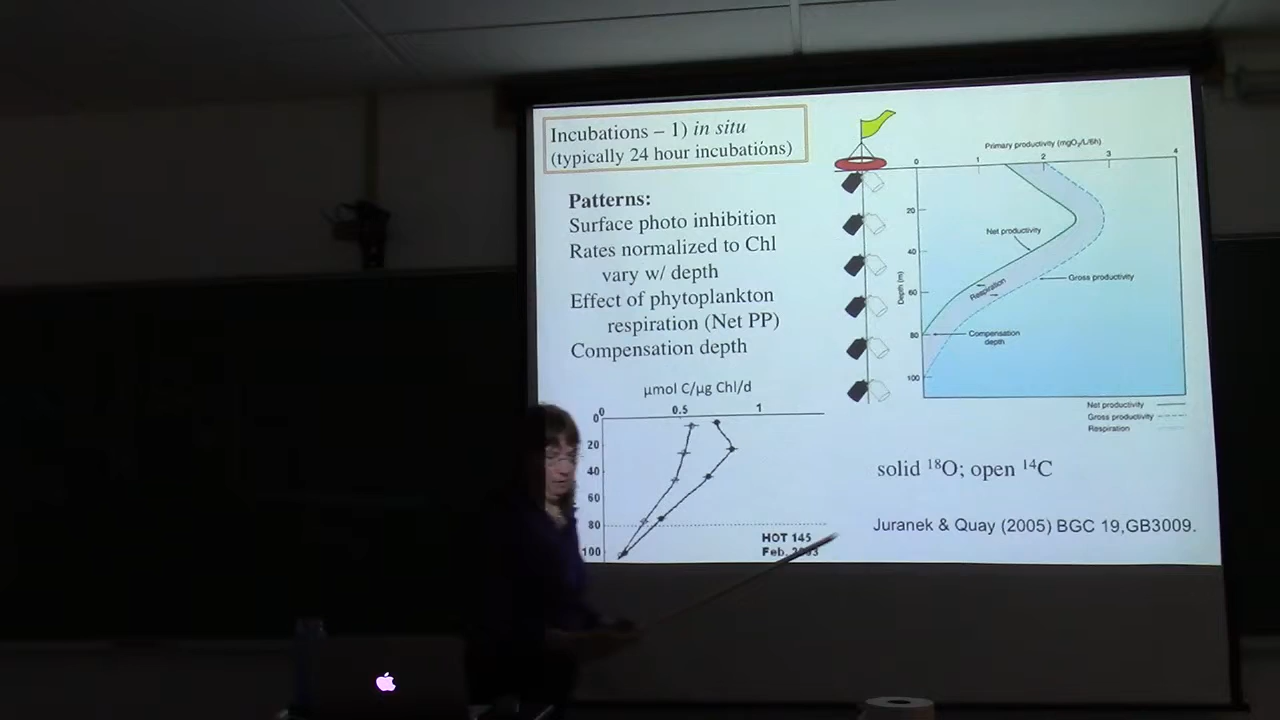 Incubations – 1) in situ
(typically 24 hour incubations)
Patterns:
Surface photo inhibition
Rates normalized to Chl
vary w/ depth
Effect of phytoplankton
respiration (Net PP)
Compensation depth
µmol C/µg Chl/d
0 0.5 1
0
20
40
60
80
100
HOT 145
Feb. 2003
Primary productivity (mgO₂/L/6h)
0 1 2 3 4
Depth (m)
20
40
60
80
100
Net productivity
Gross productivity
Respiration
Compensation
depth
Net productivity
Gross productivity
Respiration
solid ¹⁸O; open ¹⁴C
Juranek & Quay (2005) BGC 19,GB3009.